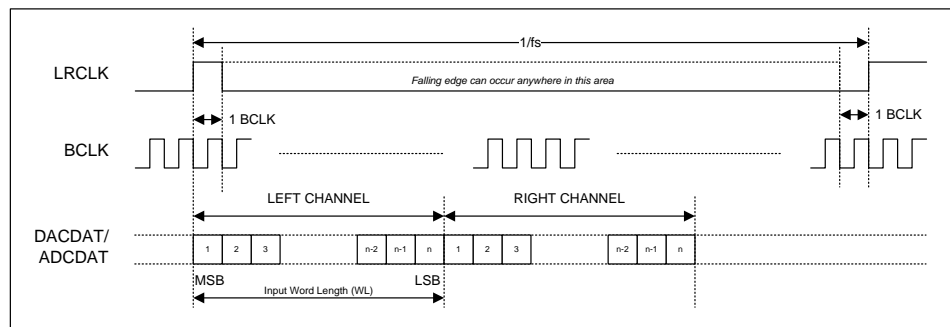 1/fs
LRCLK
Falling edge can occur anywhere in this area
1 BCLK
1 BCLK
BCLK
LEFT CHANNEL
RIGHT CHANNEL
DACDAT/
ADCDAT
1 2 3 n-2 n-1 n 1 2 3 n-2 n-1 n
MSB LSB
Input Word Length (WL)